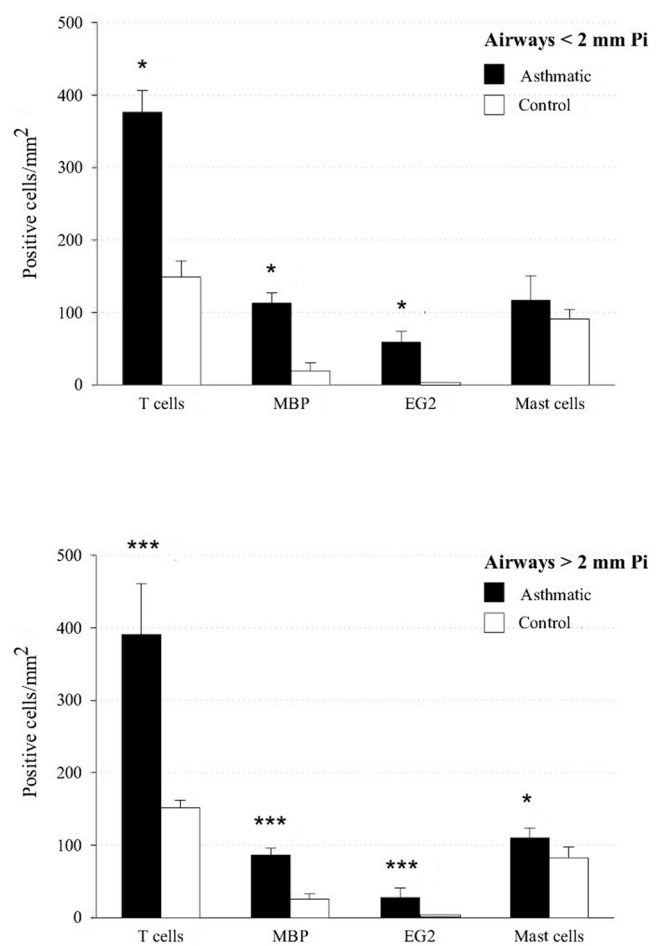 500
Airways < 2 mm Pi
*
Asthmatic
400
Control
300
Positive cells/mm2
200
*
*
100
0
T cells MBP EG2 Mast cells
***
500
Airways > 2 mm Pi
Asthmatic
400
Control
300
Positive cells/mm2
200
***
***
*
100
0
T cells MBP EG2 Mast cells